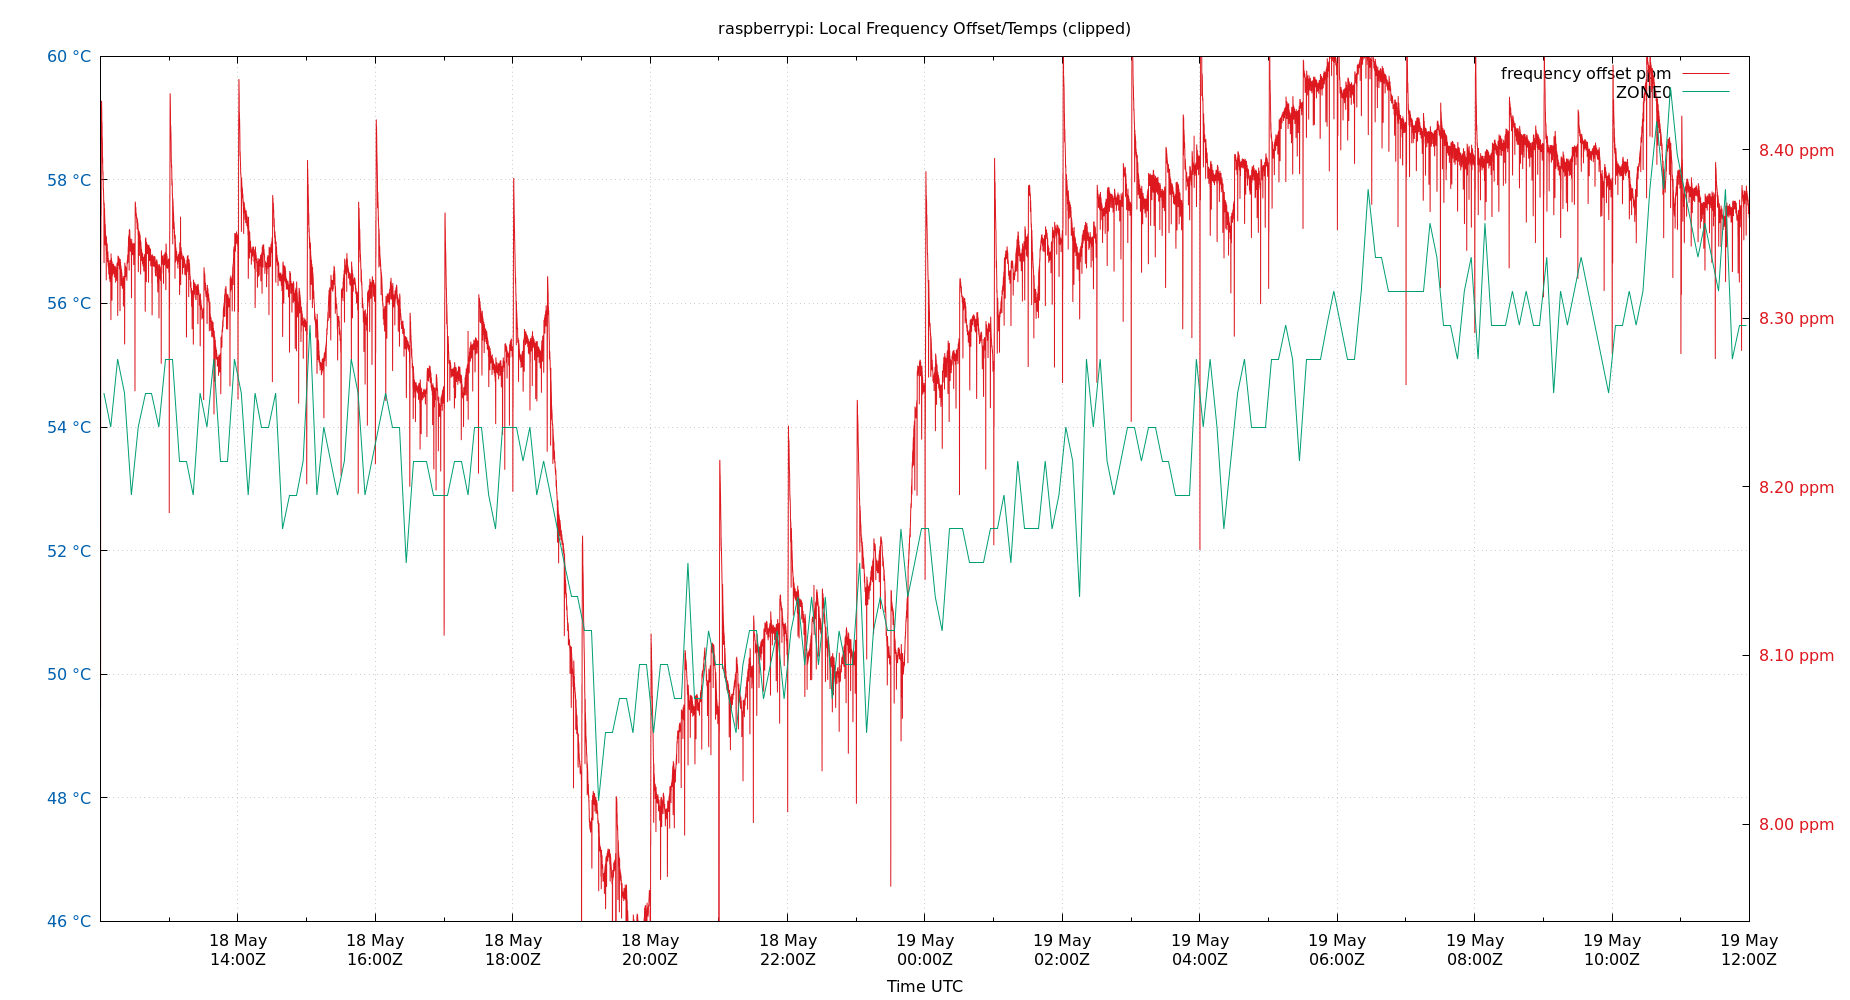 raspberrypi: Local Frequency Offset/Temps (clipped)
60 °C
58 °C
56 °C
54 °C
52 °C
50 °C
48 °C
46 °C
frequency offset ppm
ZONE0
8.40 ppm
8.30 ppm
8.20 ppm
8.10 ppm
8.00 ppm
18 May 14:00Z
18 May 16:00Z
18 May 18:00Z
18 May 20:00Z
18 May 22:00Z
19 May 00:00Z
19 May 02:00Z
19 May 04:00Z
19 May 06:00Z
19 May 08:00Z
19 May 10:00Z
19 May 12:00Z
Time UTC